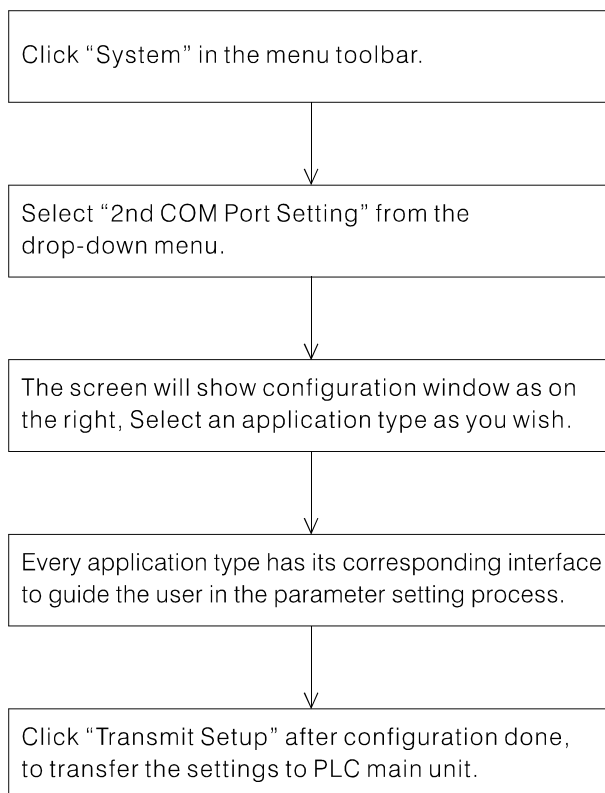 Click “System” in the menu toolbar.
Select “2nd COM Port Setting” from the
drop-down menu.
The screen will show configuration window as on
the right, Select an application type as you wish.
Every application type has its corresponding interface
to guide the user in the parameter setting process.
Click “Transmit Setup” after configuration done,
to transfer the settings to PLC main unit.